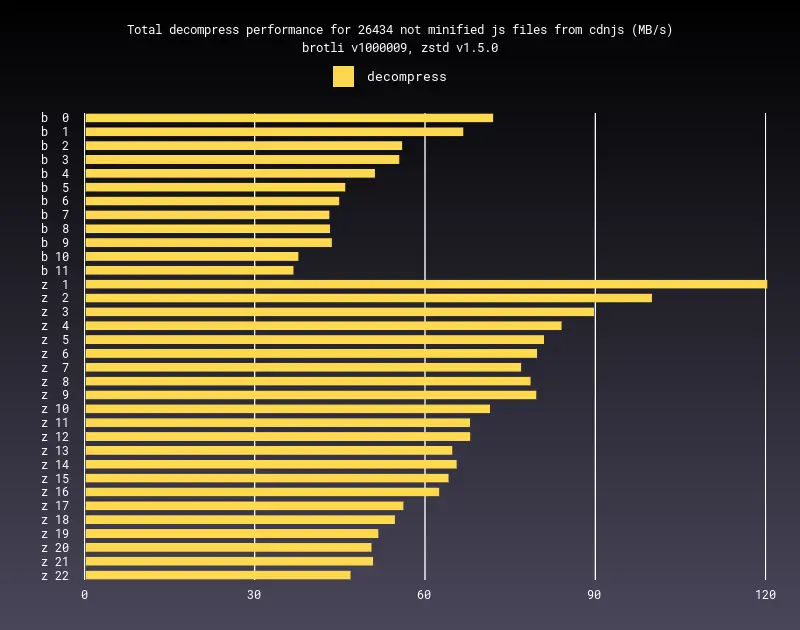 Total decompress performance for 26434 not minified js files from cdnjs (MB/s)
brotli v1000009, zstd v1.5.0
decompress
b 0
b 1
b 2
b 3
b 4
b 5
b 6
b 7
b 8
b 9
b 10
b 11
z 1
z 2
z 3
z 4
z 5
z 6
z 7
z 8
z 9
z 10
z 11
z 12
z 13
z 14
z 15
z 16
z 17
z 18
z 19
z 20
z 21
z 22
0 30 60 90 120